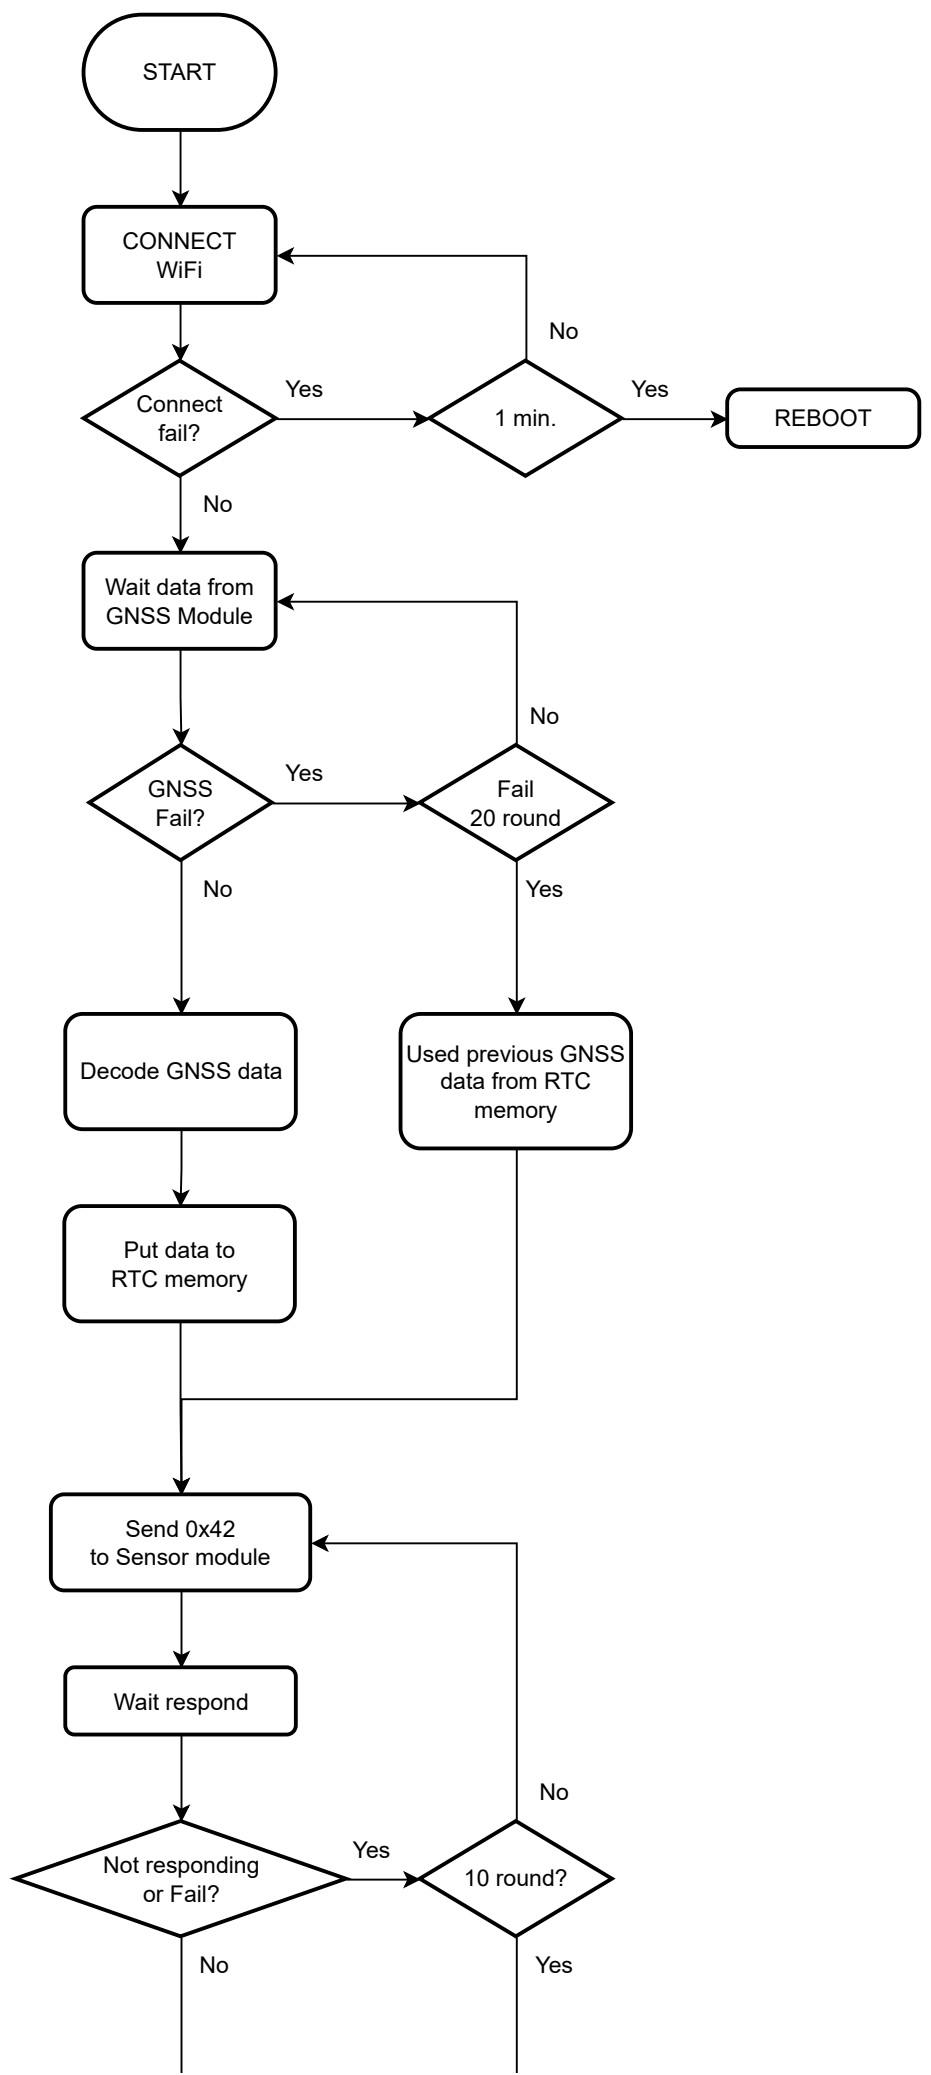 START
CONNECT
WiFi
No
Connect
fail?
Yes
1 min.
Yes
REBOOT
No
Wait data from
GNSS Module
No
GNSS
Fail?
Yes
Fail
20 round
No
Yes
Decode GNSS data
Used previous GNSS
data from RTC
memory
Put data to
RTC memory
Send 0x42
to Sensor module
Wait respond
No
Not responding
or Fail?
Yes
10 round?
No
Yes